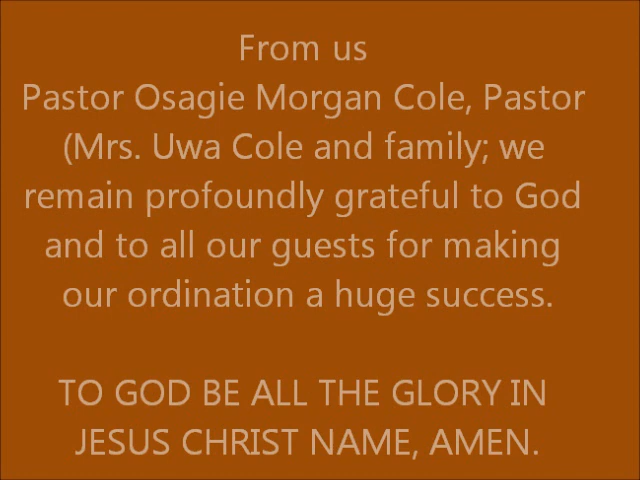 From us
Pastor Osagie Morgan Cole, Pastor
(Mrs. Uwa Cole and family; we
remain profoundly grateful to God
and to all our guests for making
our ordination a huge success.
TO GOD BE ALL THE GLORY IN
JESUS CHRIST NAME, AMEN.